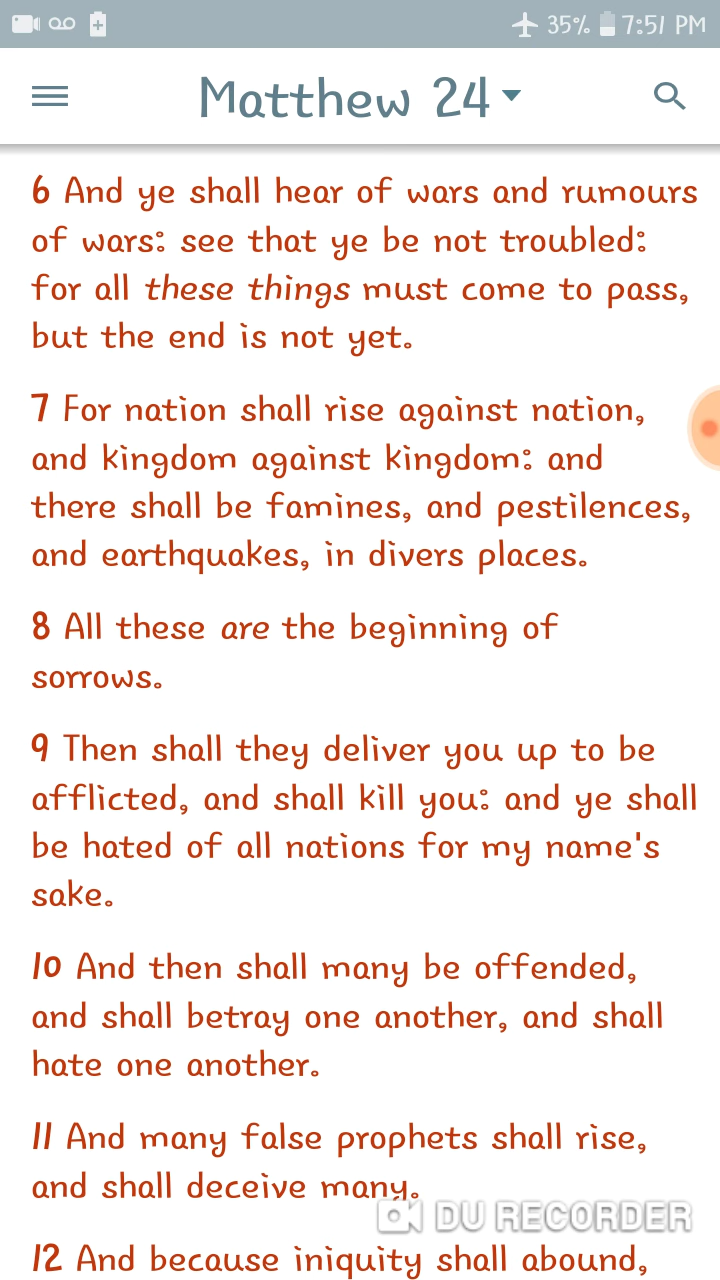 35% 7:51 PM
Matthew 24
6 And ye shall hear of wars and rumours
of wars: see that ye be not troubled:
for all these things must come to pass,
but the end is not yet.
7 For nation shall rise against nation,
and kingdom against kingdom: and
there shall be famines, and pestilences,
and earthquakes, in divers places.
8 All these are the beginning of
sorrows.
9 Then shall they deliver you up to be
afflicted, and shall kill you: and ye shall
be hated of all nations for my name's
sake.
10 And then shall many be offended,
and shall betray one another, and shall
hate one another.
11 And many false prophets shall rise,
and shall deceive many.
DU RECORDER
12 And because iniquity shall abound,